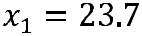 x₁ = 23.7